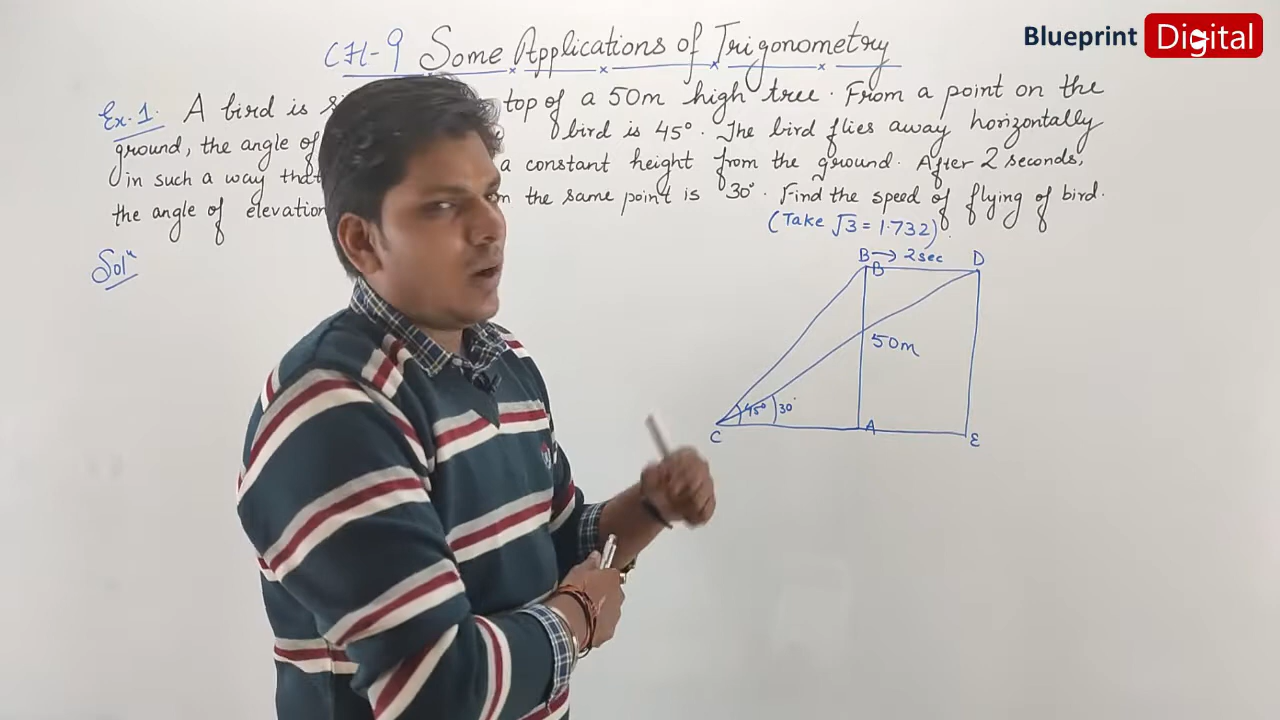 Blueprint Digital
CH-9 Some Applications of Trigonometry
Ex. 1. A bird is top of a 50m high tree. From a point on the
ground, the angle of bird is 45°. The bird flies away horizontally
in such a way that a constant height from the ground. After 2 seconds,
the angle of elevation the same point is 30°. Find the speed of flying of bird.
(Take √3 = 1.732).
Solⁿ
B → 2sec D
B
50m
45° 30°
C A E